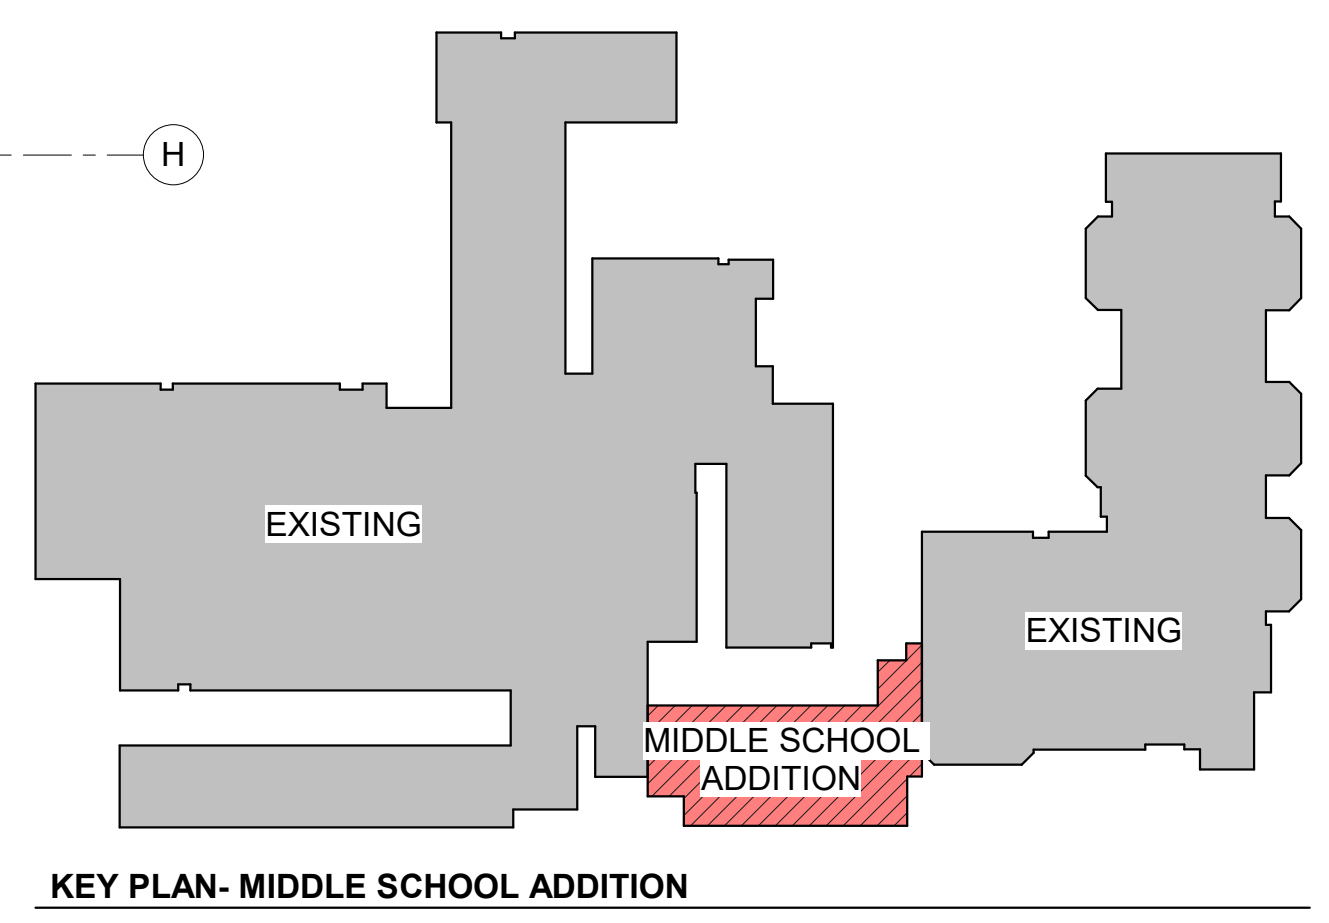 H
EXISTING
EXISTING
MIDDLE SCHOOL
ADDITION
KEY PLAN- MIDDLE SCHOOL ADDITION